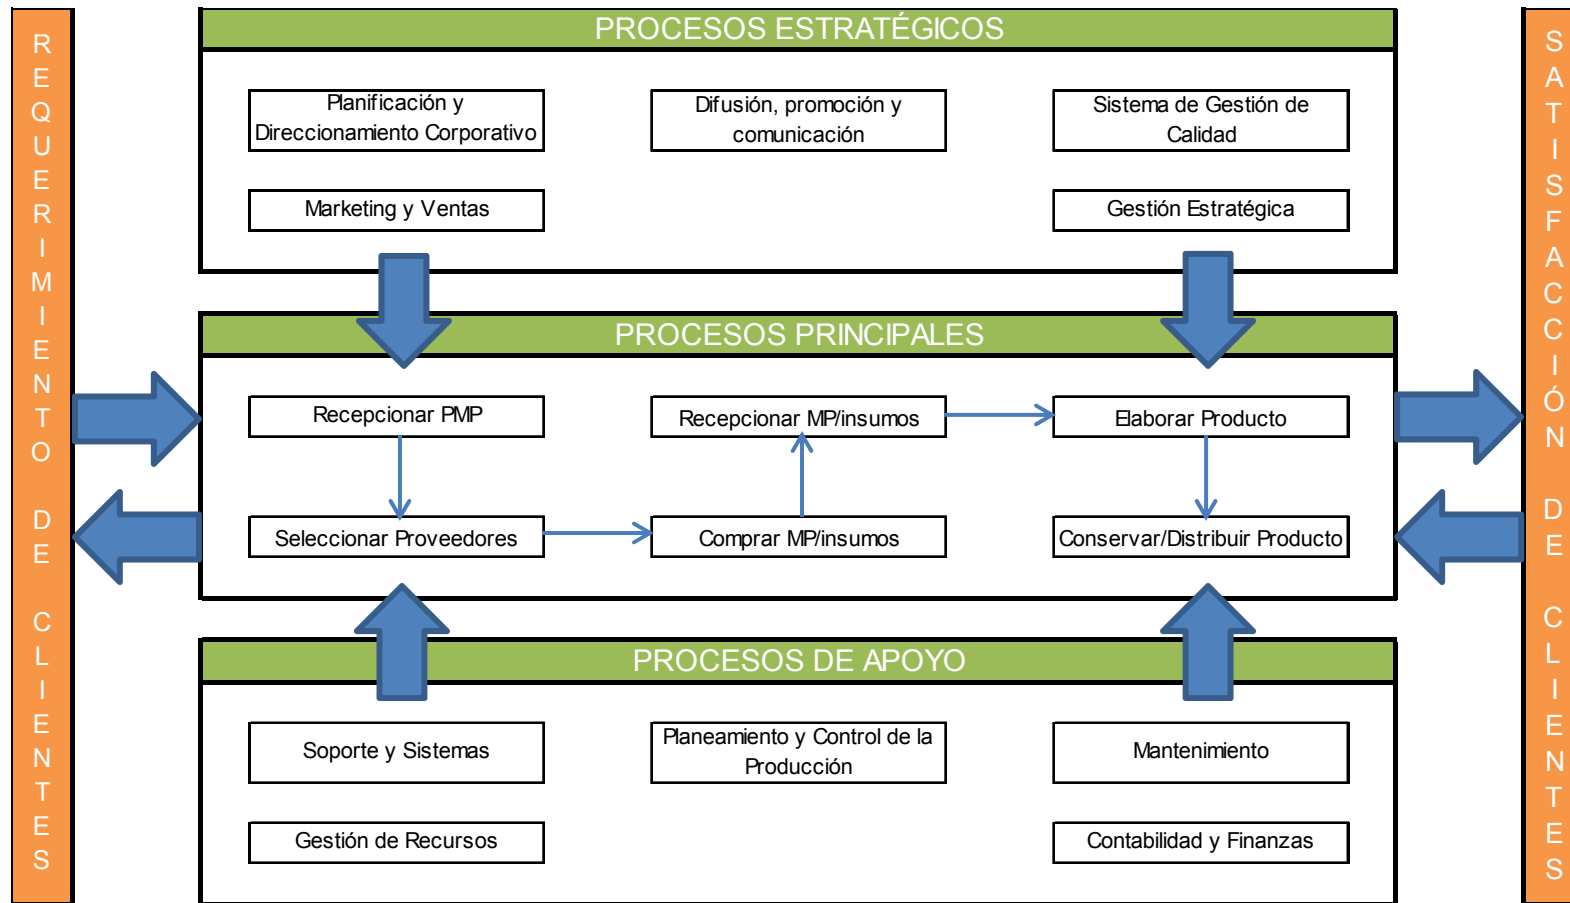 REQUERIMIENTO DE CLIENTES
PROCESOS ESTRATÉGICOS
Planificación y
Direccionamiento Corporativo
Difusión, promoción y
comunicación
Sistema de Gestión de
Calidad
Marketing y Ventas
Gestión Estratégica
PROCESOS PRINCIPALES
Recepcionar PMP
Recepcionar MP/insumos
Elaborar Producto
Seleccionar Proveedores
Comprar MP/insumos
Conservar/Distribuir Producto
PROCESOS DE APOYO
Soporte y Sistemas
Planeamiento y Control de la
Producción
Mantenimiento
Gestión de Recursos
Contabilidad y Finanzas
SATISFACCIÓN DE CLIENTES